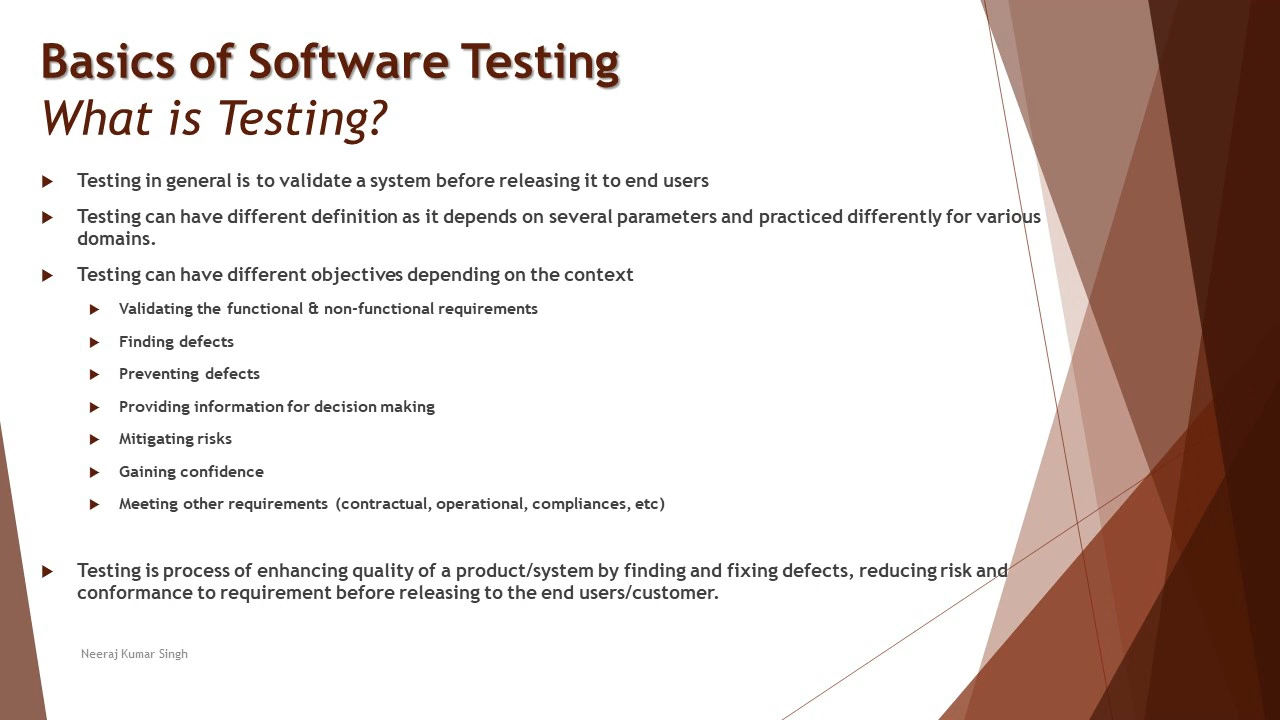 Basics of Software Testing
What is Testing?
Testing in general is to validate a system before releasing it to end users
Testing can have different definition as it depends on several parameters and practiced differently for various
domains.
Testing can have different objectives depending on the context
Validating the functional & non-functional requirements
Finding defects
Preventing defects
Providing information for decision making
Mitigating risks
Gaining confidence
Meeting other requirements (contractual, operational, compliances, etc)
Testing is process of enhancing quality of a product/system by finding and fixing defects, reducing risk and
conformance to requirement before releasing to the end users/customer.
Neeraj Kumar Singh